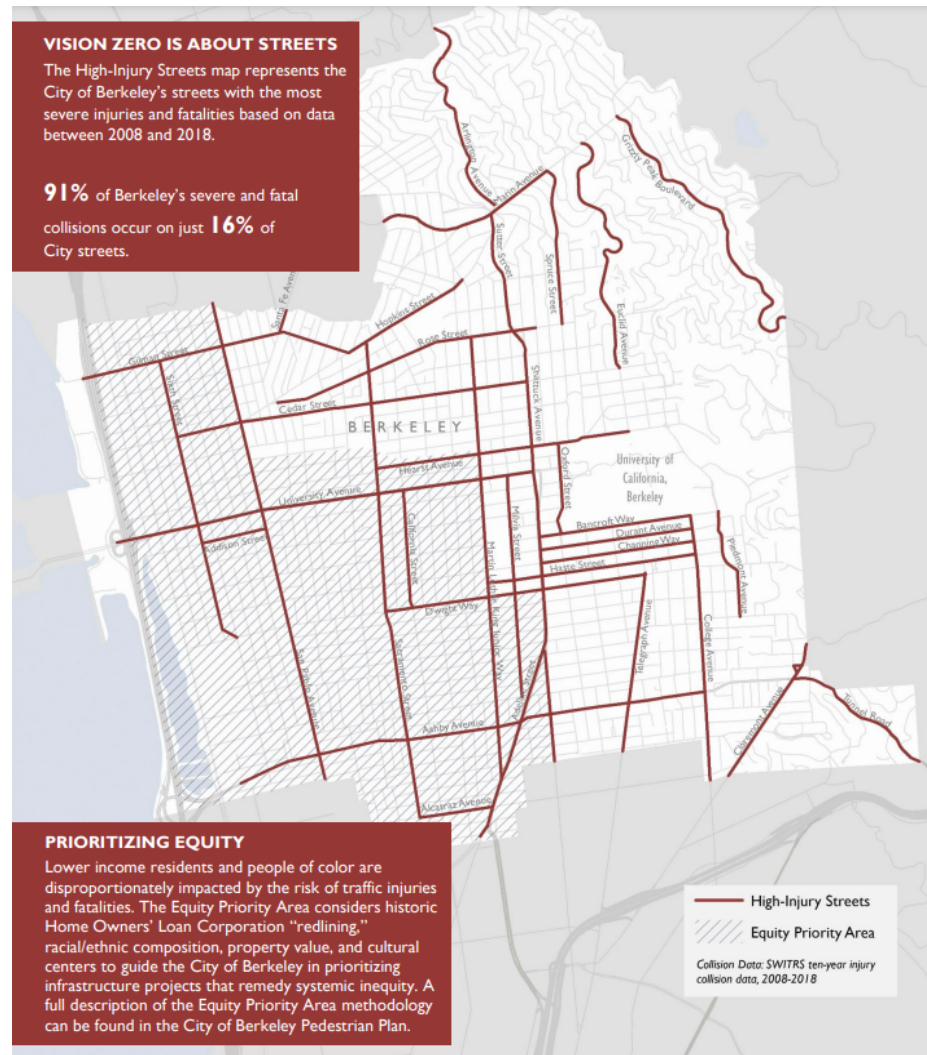 VISION ZERO IS ABOUT STREETS
The High-Injury Streets map represents the
City of Berkeley's streets with the most
severe injuries and fatalities based on data
between 2008 and 2018.
91% of Berkeley's severe and fatal
collisions occur on just 16% of
City streets.
Arlington Avenue
Marin Avenue
Grizzly Peak Boulevard
Sutter Street
Spruce Street
Euclid Avenue
Santa Fe Aven
Hopkins Street
Rose Street
Gilman Street
Sixth Street
Cedar Street
Shattuck Avenue
BERKELEY
Hearst Avenue
Oxford Street
University of
California,
Berkeley
University Avenue
California Street
Milvia Street
Bancroft Way
Durant Avenue
Channing Way
Haste Street
Addison Street
Piedmont Avenue
Martin Luther King Junior Way
Dwight Way
Telegraph Avenue
College Avenue
San Pablo Avenue
Sacramento Street
Adeline Street
Ashby Avenue
Claremont Avenue
Tunnel Road
Alcatraz Avenue
PRIORITIZING EQUITY
Lower income residents and people of color are
disproportionately impacted by the risk of traffic injuries
and fatalities. The Equity Priority Area considers historic
Home Owners' Loan Corporation “redlining,”
racial/ethnic composition, property value, and cultural
centers to guide the City of Berkeley in prioritizing
infrastructure projects that remedy systemic inequity. A
full description of the Equity Priority Area methodology
can be found in the City of Berkeley Pedestrian Plan.
High-Injury Streets
Equity Priority Area
Collision Data: SWITRS ten-year injury
collision data, 2008-2018